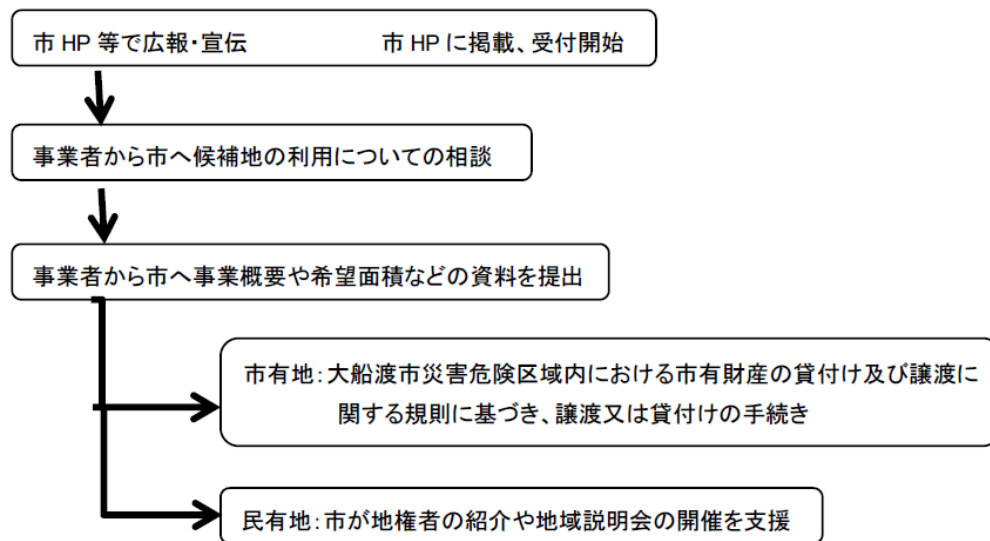 市 HP 等で広報・宣伝 市 HP に掲載、受付開始
事業者から市へ候補地の利用についての相談
事業者から市へ事業概要や希望面積などの資料を提出
市有地：大船渡市災害危険区域内における市有財産の貸付け及び譲渡に
関する規則に基づき、譲渡又は貸付けの手続き
民有地：市が地権者の紹介や地域説明会の開催を支援